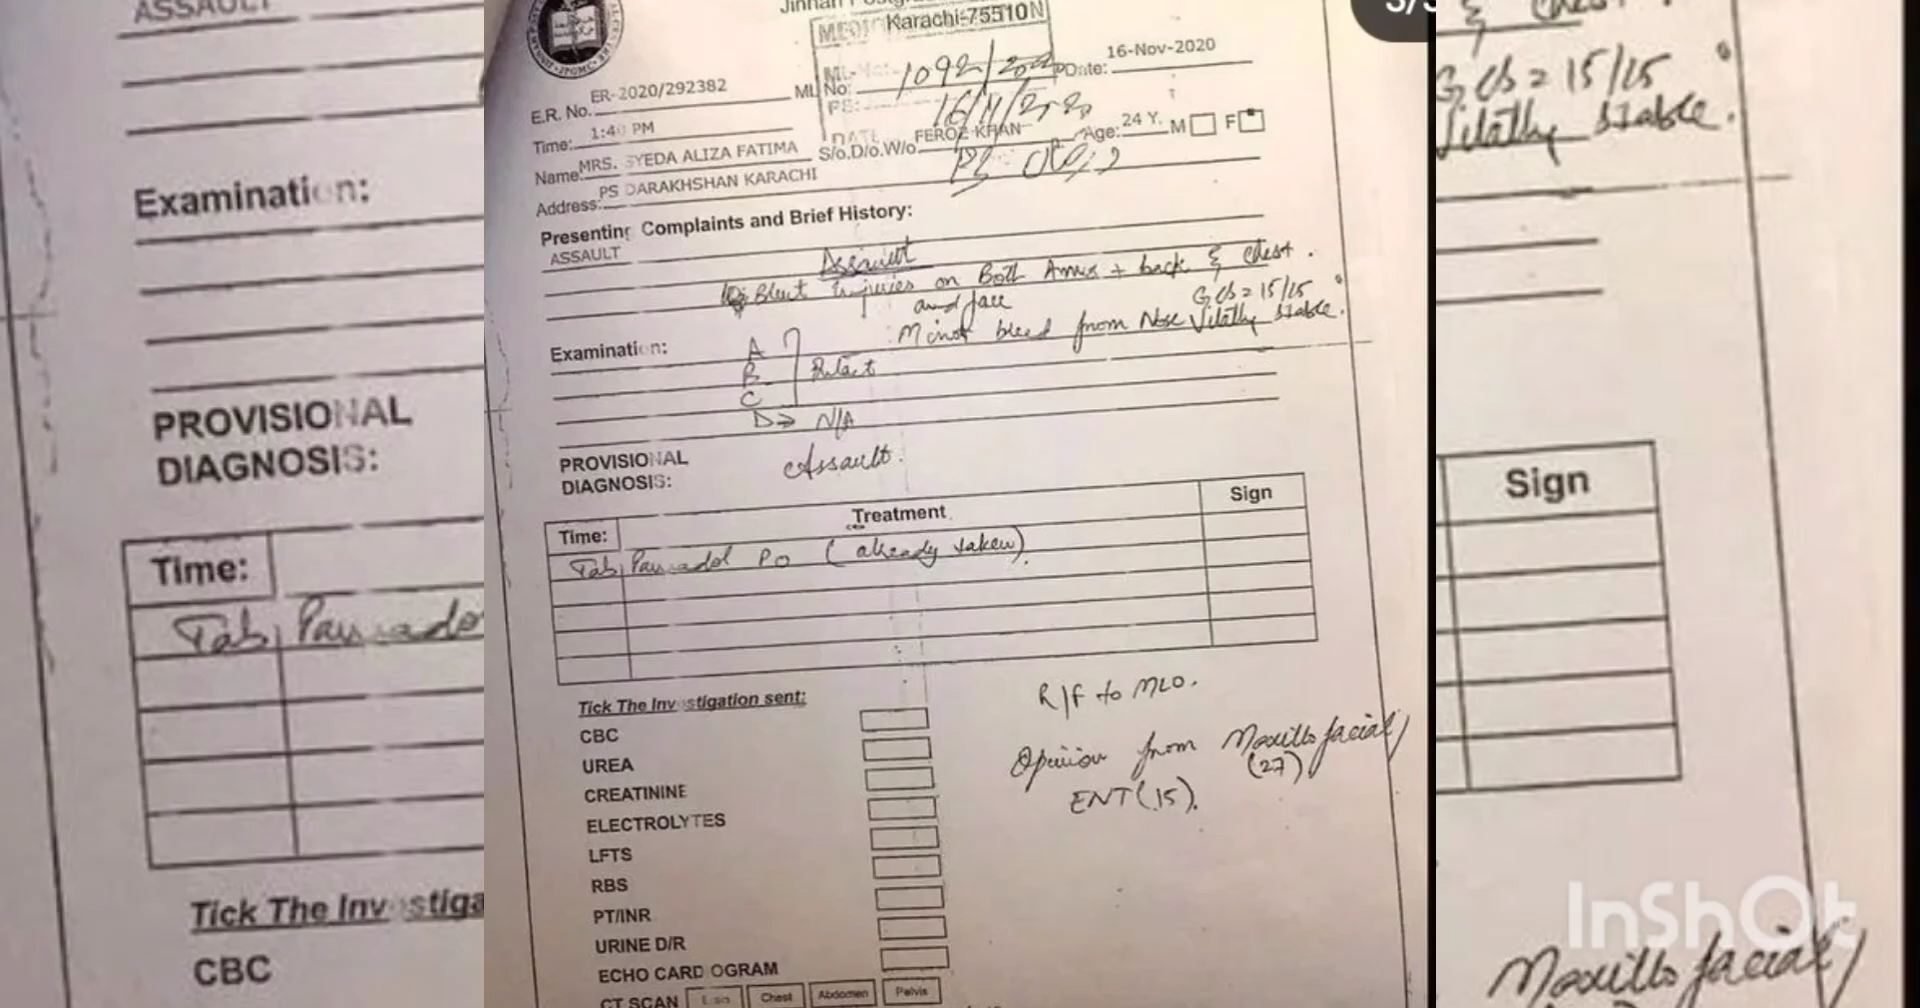 ASSAULT
Examination:
PROVISIONAL
DIAGNOSIS:
Time:
Tab
Tick The Investiga
CBC
JPGMC
Karachi-75510
16-Nov-2020
E.R. No. ER-2020/292382
ML No: 1092/2020
Date:
16/11/2020
Time: 1:40 PM
DATE
Name: MRS. SYEDA ALIZA FATIMA S/o.D/o.W/o FEROZ KHAN Age: 24 Y. M F
Address: PS DARAKHSHAN KARACHI
Presenting Complaints and Brief History:
ASSAULT
Assault
Blunt Injuries on Both Arms + back & Chest.
and face
GCS = 15/15
Minor bleed from Nose Vitally Stable.
Examination:
A
B
C
Intact
D => N/A
PROVISIONAL
DIAGNOSIS:
Assault.
Time: Treatment Sign
Tab Panadol PO (already taken).
Tick The Investigation sent:
CBC
UREA
CREATININE
ELECTROLYTES
LFTS
RBS
PT/INR
URINE D/R
ECHO CARDIOGRAM
CT SCAN Chest Abdomen Pelvis
R/F to MLO.
Opinion from Maxillofacial
(27)
ENT (15).
& Chest
GCS = 15/15
Vitally Stable.
Sign
Maxillofacial
InShOt